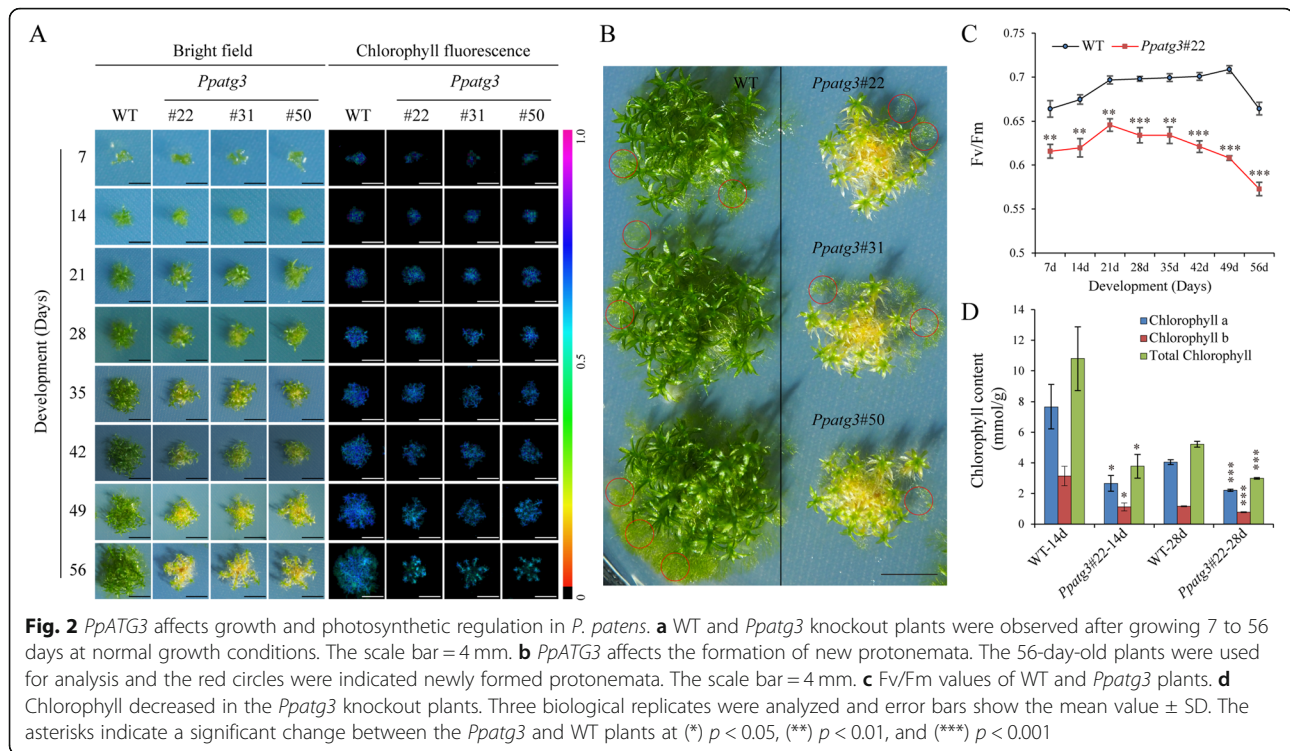 A
Bright field
Chlorophyll fluorescence
Ppatg3
Ppatg3
WT #22 #31 #50 WT #22 #31 #50
Development (Days)
7
14
21
28
35
42
49
56
1.0
0.5
0
B
WT
Ppatg3#22
Ppatg3#31
Ppatg3#50
C
WT Ppatg3#22
Fv/Fm
0.75
0.7
0.65
0.6
0.55
0.5
** ** ** *** ** *** *** ***
7d 14d 21d 28d 35d 42d 49d 56d
Development (Days)
D
Chlorophyll content
(mmol/g)
14
12
10
8
6
4
2
0
Chlorophyll a
Chlorophyll b
Total Chlorophyll
* * * *** *** ***
WT-14d
Ppatg3#22-14d
WT-28d
Ppatg3#22-28d
Fig. 2 PpATG3 affects growth and photosynthetic regulation in P. patens. a WT and Ppatg3 knockout plants were observed after growing 7 to 56
days at normal growth conditions. The scale bar = 4 mm. b PpATG3 affects the formation of new protonemata. The 56-day-old plants were used
for analysis and the red circles were indicated newly formed protonemata. The scale bar = 4 mm. c Fv/Fm values of WT and Ppatg3 plants. d
Chlorophyll decreased in the Ppatg3 knockout plants. Three biological replicates were analyzed and error bars show the mean value ± SD. The
asterisks indicate a significant change between the Ppatg3 and WT plants at (*) p < 0.05, (**) p < 0.01, and (***) p < 0.001